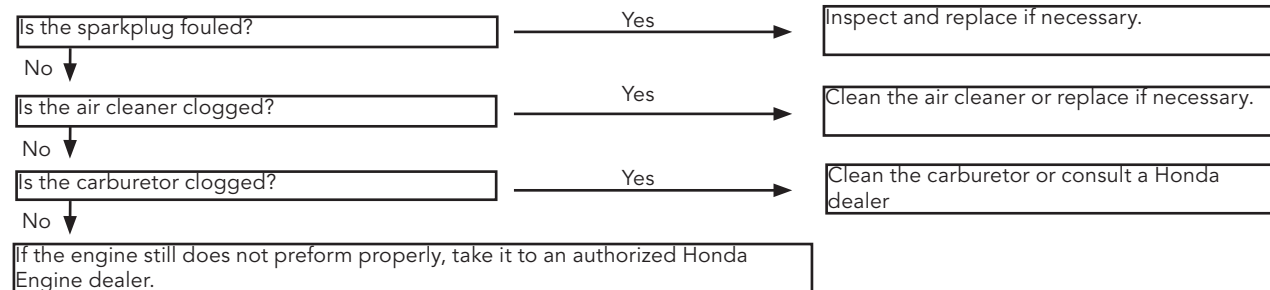 Is the sparkplug fouled?
Yes
Inspect and replace if necessary.
No
Is the air cleaner clogged?
Yes
Clean the air cleaner or replace if necessary.
No
Is the carburetor clogged?
Yes
Clean the carburetor or consult a Honda
dealer
No
If the engine still does not preform properly, take it to an authorized Honda
Engine dealer.